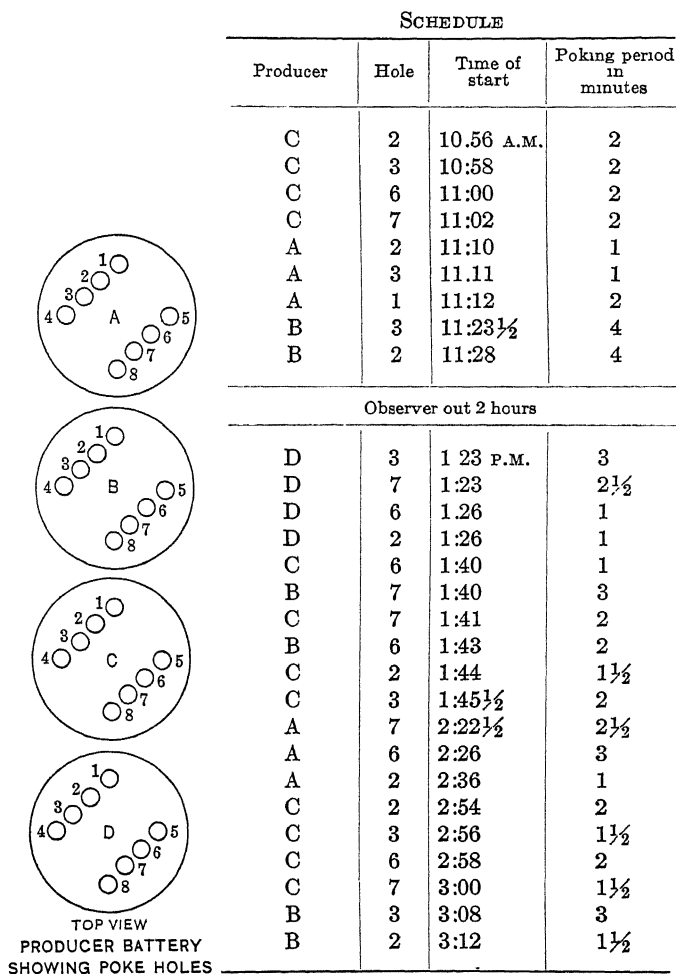 SCHEDULE
Producer Hole Time of start Poking period in minutes
C 2 10.56 A.M. 2
C 3 10:58 2
C 6 11:00 2
C 7 11:02 2
A 2 11:10 1
A 3 11.11 1
A 1 11:12 2
B 3 11:23½ 4
B 2 11:28 4
Observer out 2 hours
D 3 1 23 P.M. 3
D 7 1:23 2½
D 6 1.26 1
D 2 1:26 1
C 6 1:40 1
B 7 1:40 3
C 7 1:41 2
B 6 1:43 2
C 2 1:44 1½
C 3 1:45½ 2
A 7 2:22½ 2½
A 6 2:26 3
A 2 2:36 1
C 2 2:54 2
C 3 2:56 1½
C 6 2:58 2
C 7 3:00 1½
B 3 3:08 3
B 2 3:12 1½
1
2
3
4
A
5
6
7
8
1
2
3
4
B
5
6
7
8
1
2
3
4
C
5
6
7
8
1
2
3
4
D
5
6
7
8
TOP VIEW
PRODUCER BATTERY
SHOWING POKE HOLES